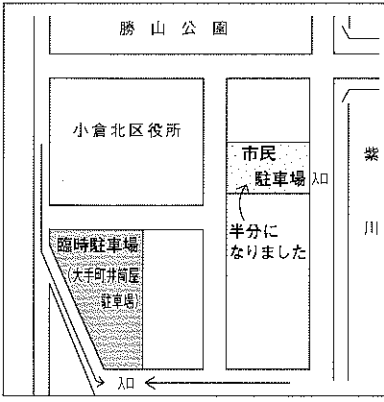 勝山公園
小倉北区役所
市民
駐車場
入口
紫川
半分に
なりました
臨時駐車場
(大手町井筒屋
駐車場)
入口